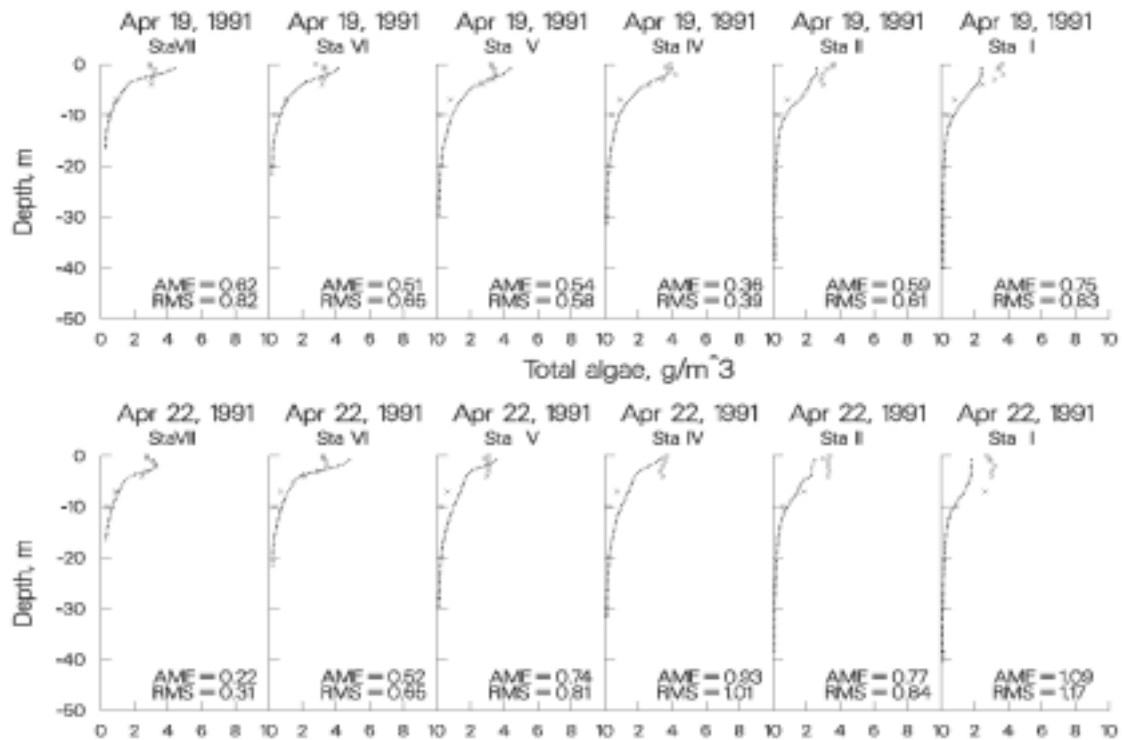 Apr 19, 1991 Apr 19, 1991 Apr 19, 1991 Apr 19, 1991 Apr 19, 1991 Apr 19, 1991
Sta VII Sta VI Sta V Sta IV Sta II Sta I
0
-10
-20
-30
-40
-50
Depth, m
AME = 0.62 AME = 0.51 AME = 0.54 AME = 0.36 AME = 0.59 AME = 0.75
RMS = 0.82 RMS = 0.65 RMS = 0.58 RMS = 0.39 RMS = 0.61 RMS = 0.83
0 2 4 6 8 10 2 4 6 8 10 2 4 6 8 10 2 4 6 8 10 2 4 6 8 10 2 4 6 8 10
Total algae, g/m^3
Apr 22, 1991 Apr 22, 1991 Apr 22, 1991 Apr 22, 1991 Apr 22, 1991 Apr 22, 1991
Sta VII Sta VI Sta V Sta IV Sta II Sta I
0
-10
-20
-30
-40
-50
Depth, m
AME = 0.22 AME = 0.52 AME = 0.74 AME = 0.93 AME = 0.77 AME = 1.09
RMS = 0.31 RMS = 0.65 RMS = 0.81 RMS = 1.01 RMS = 0.84 RMS = 1.17
0 2 4 6 8 10 2 4 6 8 10 2 4 6 8 10 2 4 6 8 10 2 4 6 8 10 2 4 6 8 10